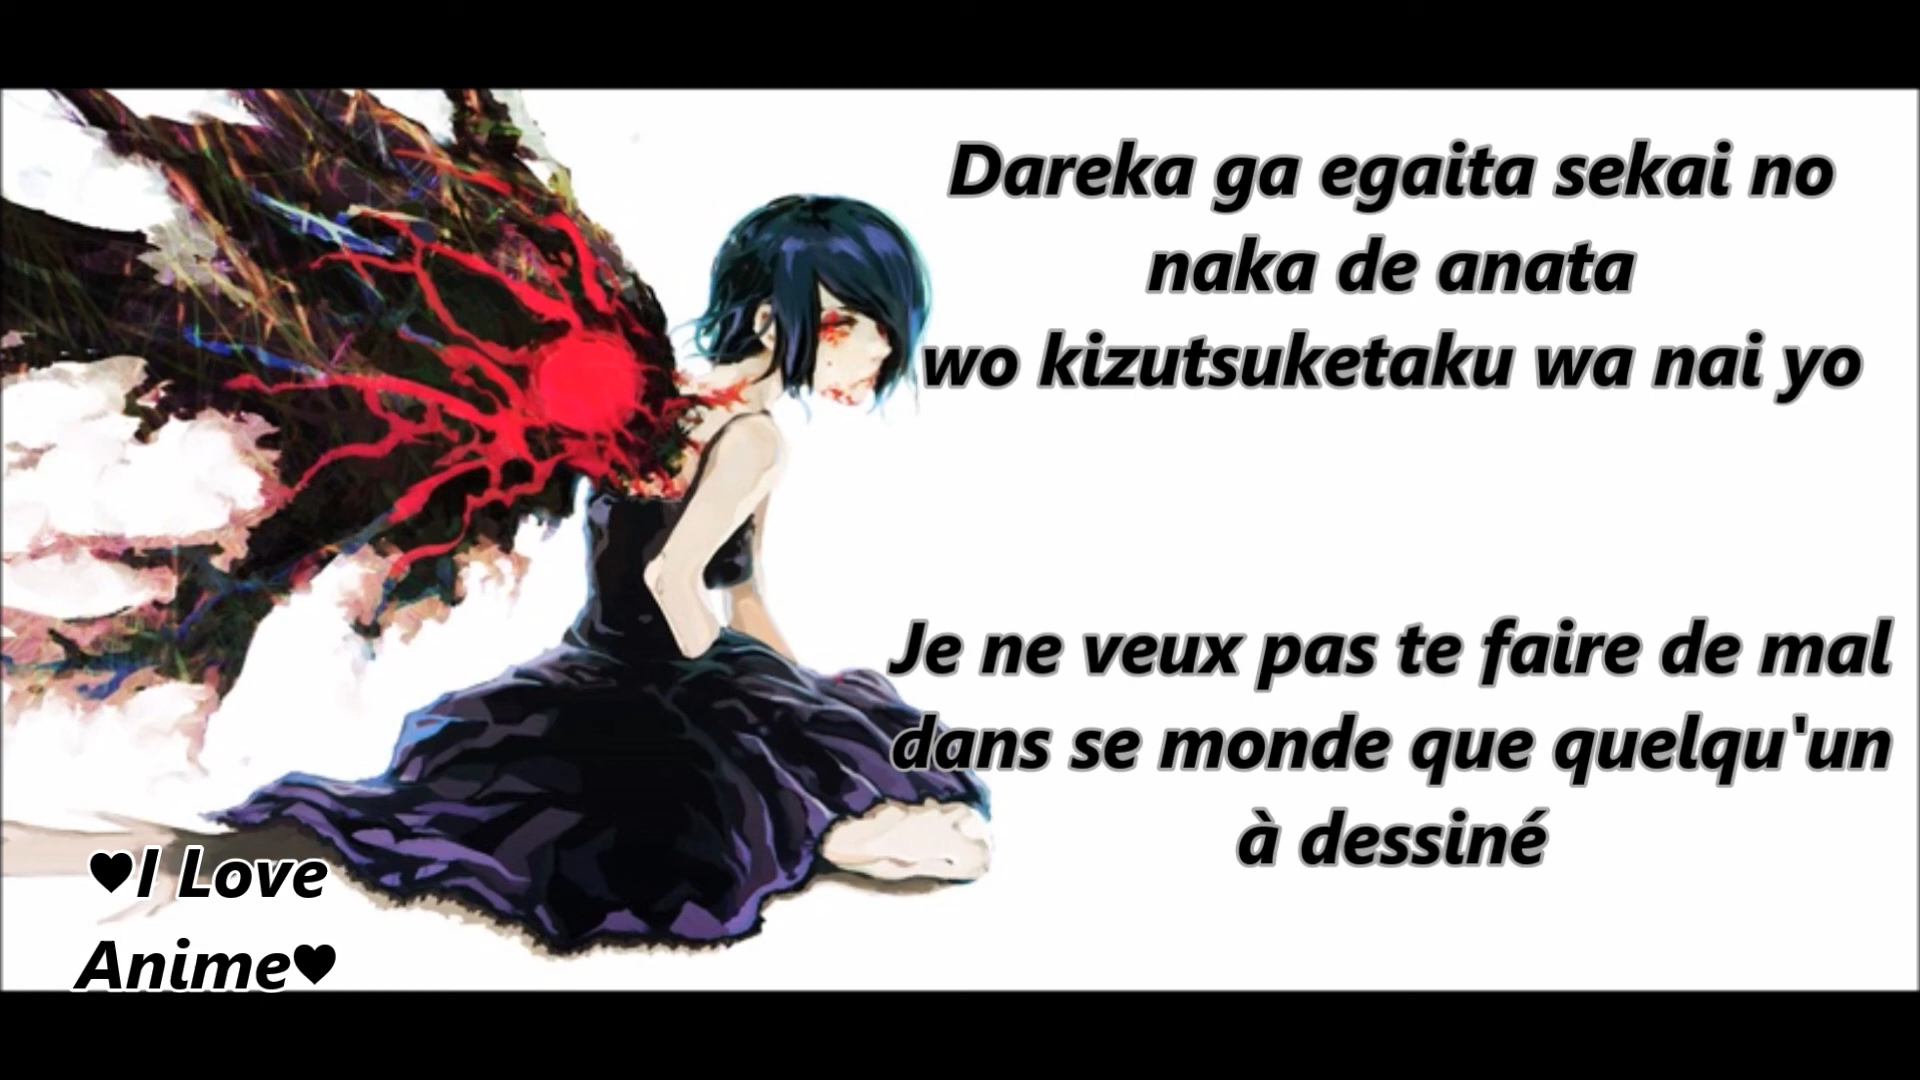 Dareka ga egaita sekai no
naka de anata
wo kizutsuketaku wa nai yo
Je ne veux pas te faire de mal
dans se monde que quelqu'un
à dessiné
♥I Love
Anime♥